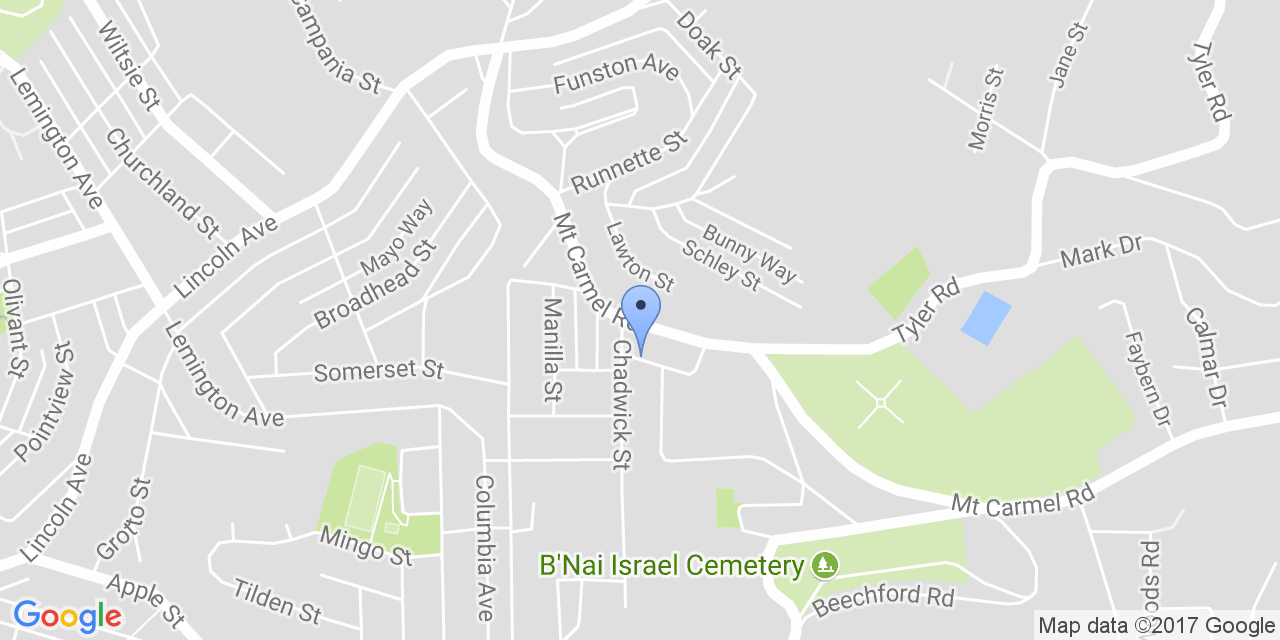 Campania St
Doak St
Wiltsie St
Funston Ave
Jane St
Tyler Rd
Morris St
Lemington Ave
Churchland St
Runnette St
Lincoln Ave
Mayo Way
Broadhead St
Mt Carmel Rd
Lawton St
Bunny Way
Schley St
Mark Dr
Tyler Rd
Olivant St
Manilla St
Calmar Dr
Faybern Dr
Pointview St
Lemington Ave
Somerset St
Chadwick St
Lincoln Ave
Grotto St
Columbia Ave
Mt Carmel Rd
Mingo St
B'Nai Israel Cemetery
Apple St
Tilden St
Beechford Rd
Google
Map data ©2017 Google